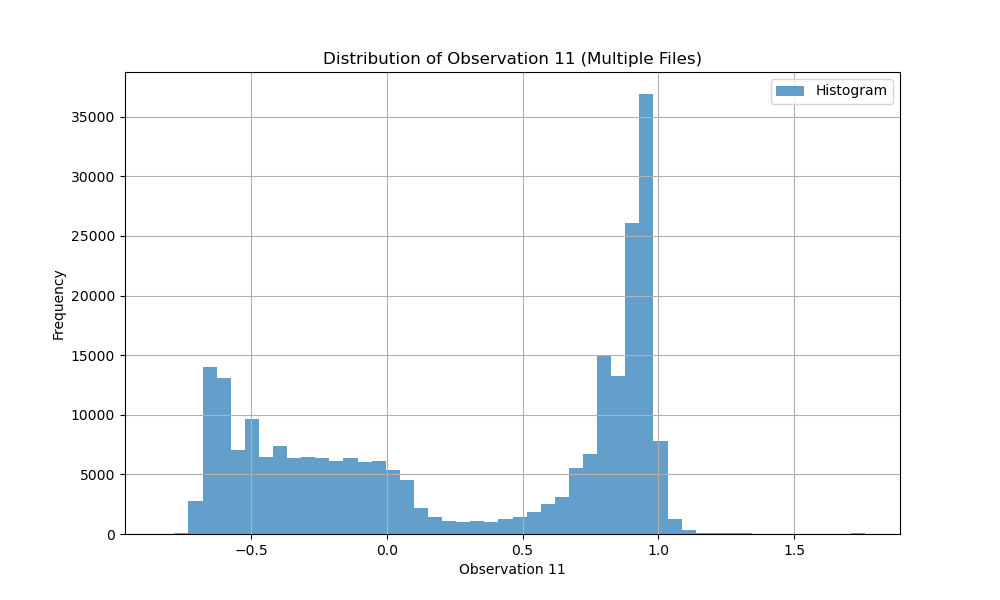 Distribution of Observation 11 (Multiple Files)
Histogram
35000
30000
25000
20000
15000
10000
5000
0
Frequency
−0.5 0.0 0.5 1.0 1.5
Observation 11